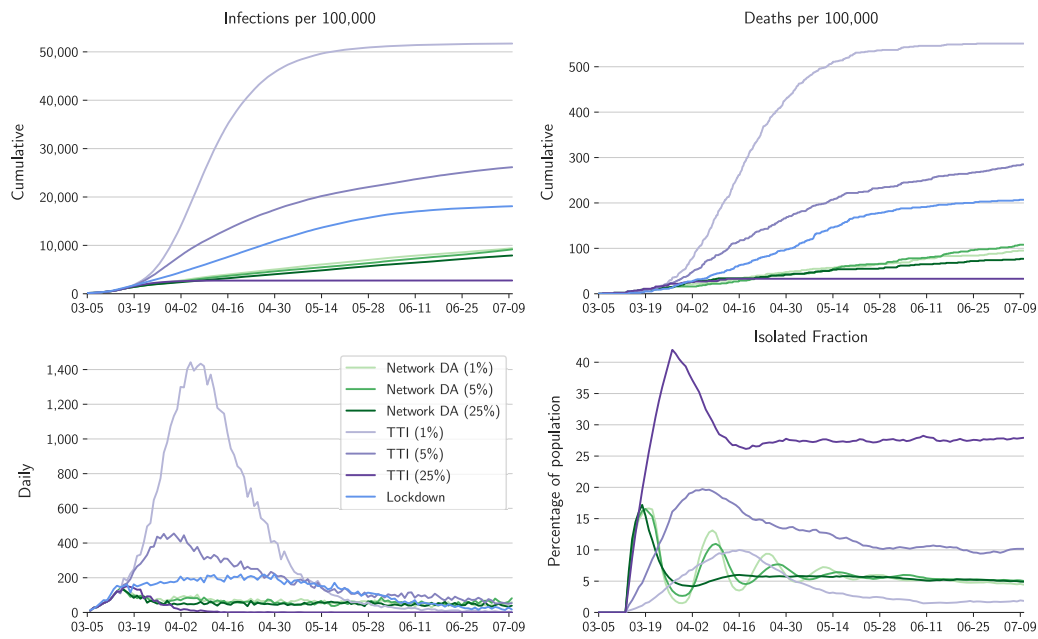 Infections per 100,000
Cumulative
50,000
40,000
30,000
20,000
10,000
0
03-05 03-19 04-02 04-16 04-30 05-14 05-28 06-11 06-25 07-09
Deaths per 100,000
Cumulative
500
400
300
200
100
0
03-05 03-19 04-02 04-16 04-30 05-14 05-28 06-11 06-25 07-09
Daily
1,400
1,200
1,000
800
600
400
200
0
Network DA (1%)
Network DA (5%)
Network DA (25%)
TTI (1%)
TTI (5%)
TTI (25%)
Lockdown
03-05 03-19 04-02 04-16 04-30 05-14 05-28 06-11 06-25 07-09
Isolated Fraction
Percentage of population
40
35
30
25
20
15
10
5
0
03-05 03-19 04-02 04-16 04-30 05-14 05-28 06-11 06-25 07-09